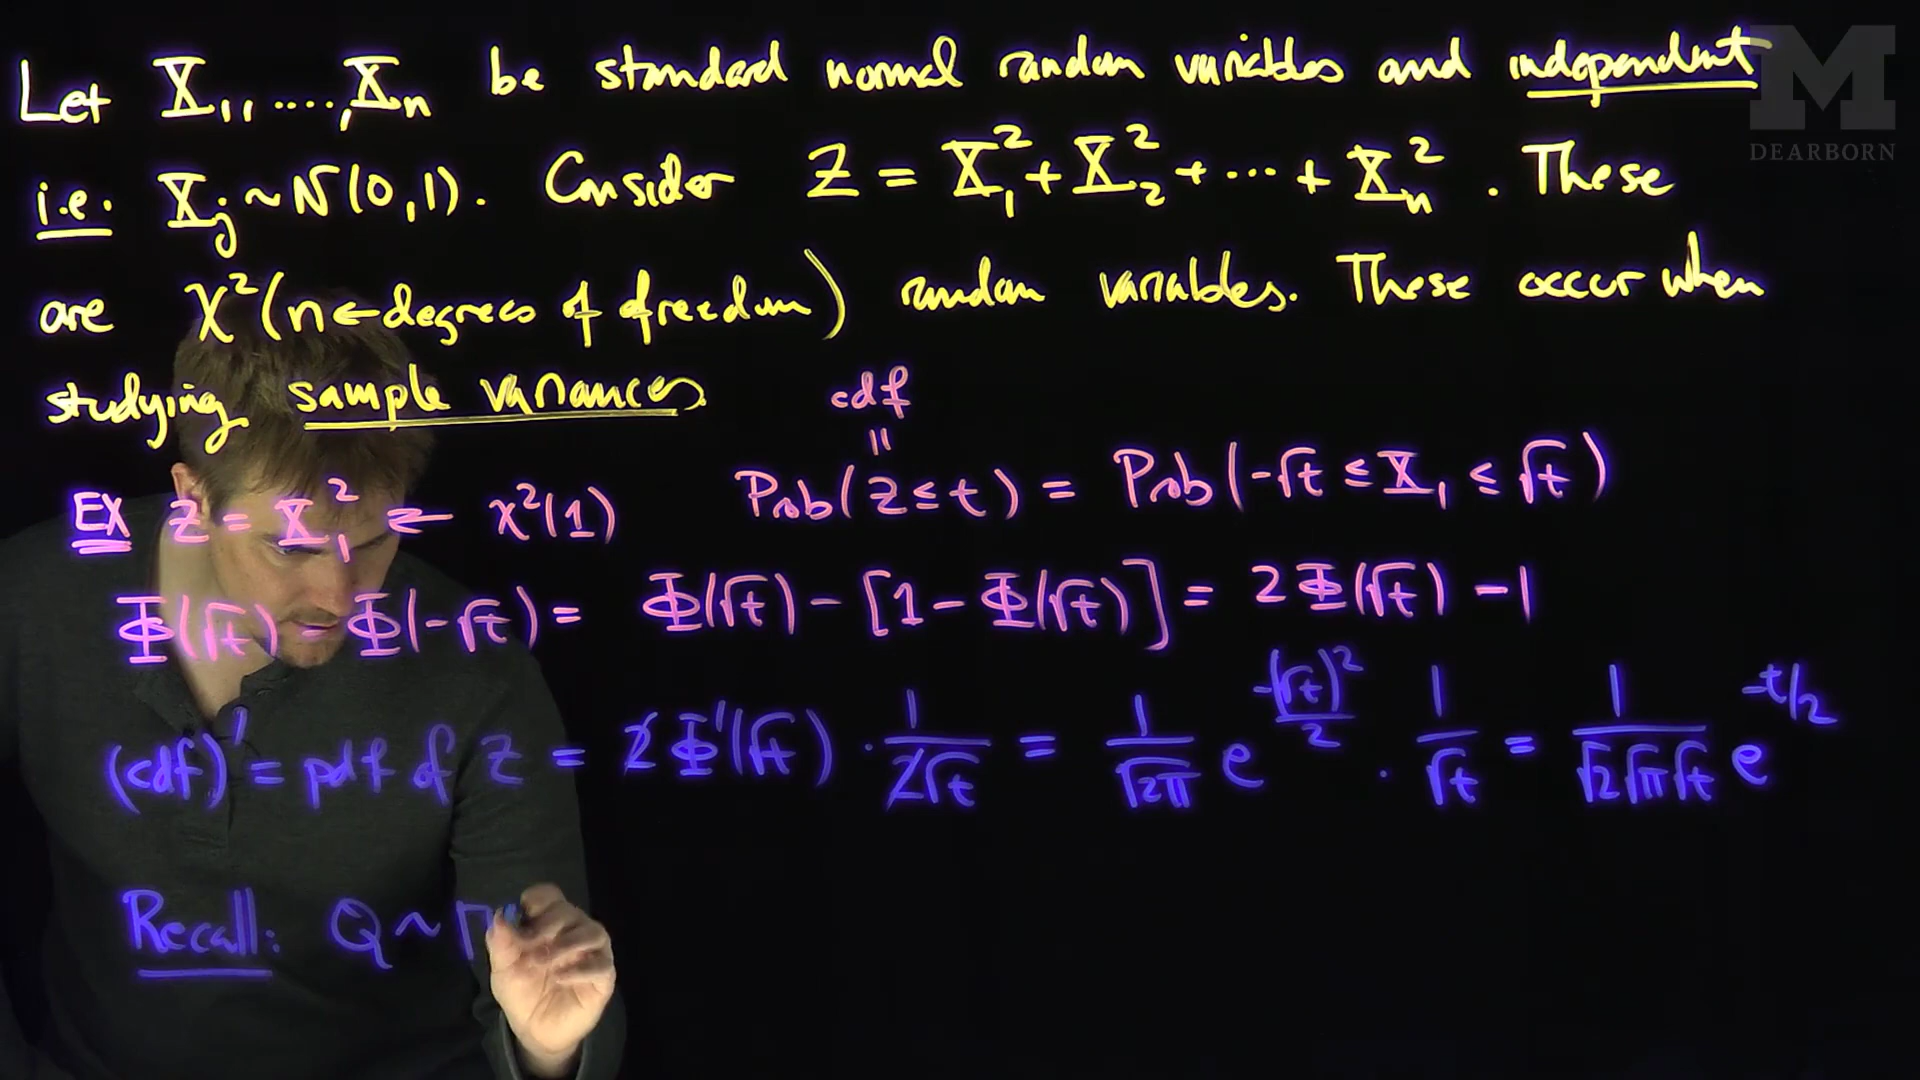 Let X₁,....,Xₙ be standard normal random variables and independent
i.e: Xⱼ ~ N(0,1). Consider Z = X₁² + X₂² + ... + Xₙ². These
are χ²(n ← degrees of freedom) random variables. These occur when
studying sample variances.
cdf
=
EX Z = X₁² ← χ²(1) Prob(Z ≤ t) = Prob(-√t ≤ X₁ ≤ √t)
Φ(√t) - Φ(-√t) = Φ(√t) - [1 - Φ(√t)] = 2Φ(√t) - 1
(cdf)' = pdf of Z = 2Φ'(√t) · 1/(2√t) = 1/√(2π) e^(-(√t)²/2) · 1/√t = 1/(√2√π√t) e^(-t/2)
Recall: Q ~ Γ
M
DEARBORN